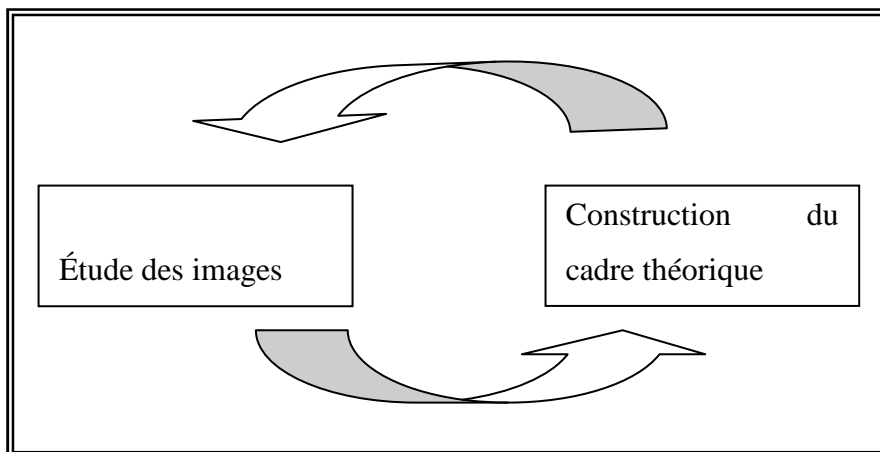 Étude des images
Construction du
cadre théorique